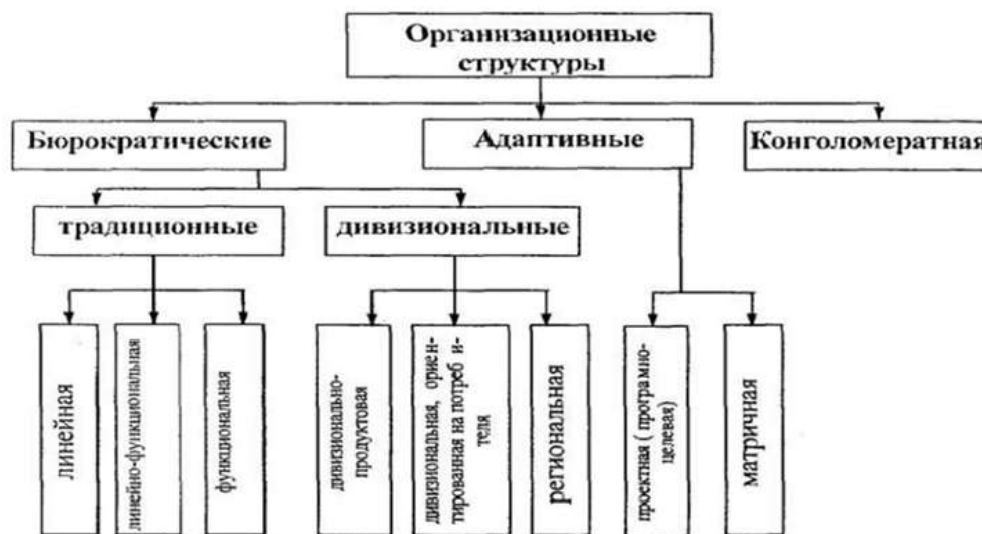 Организационные
структуры
Бюрократические
Адаптивные
Конголомератная
традиционные
дивизиональные
линейная
линейно-функциональная
функциональная
дивизионально-
продуктовая
дивизиональная, ориен-
тированная на потреб и-
теля
региональная
проектная ( програмно-
целевая)
матричная